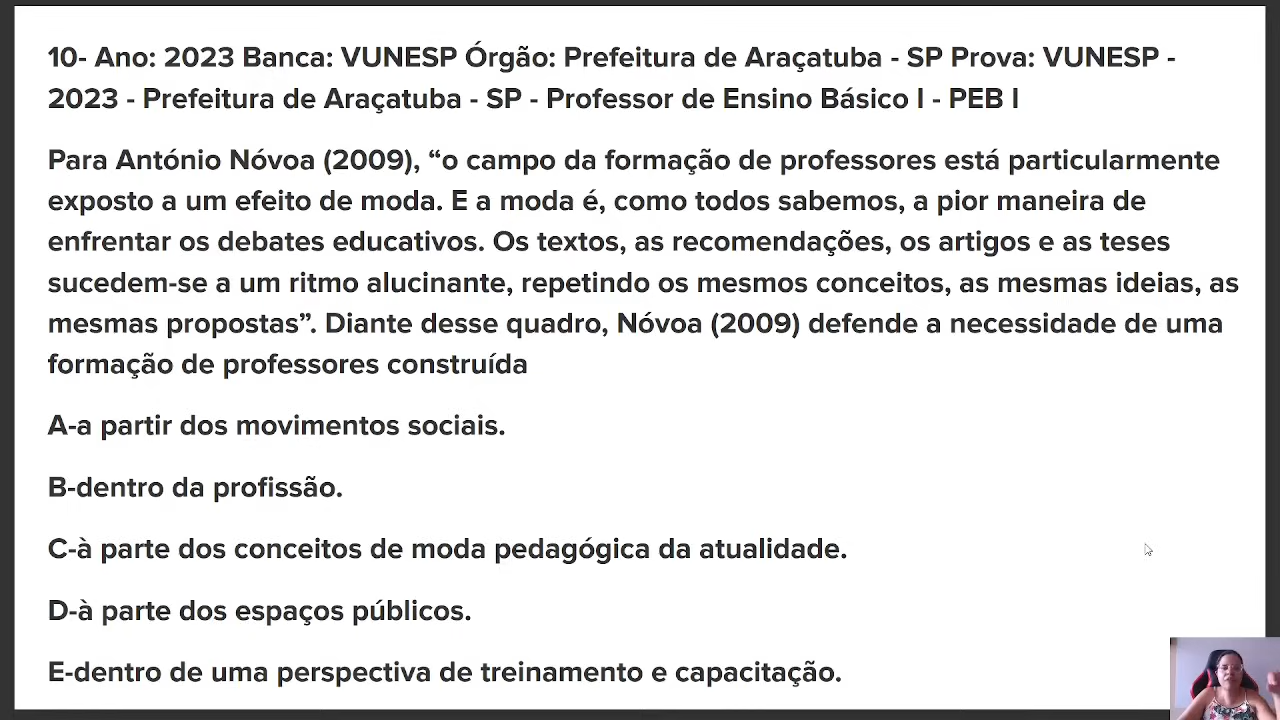 10- Ano: 2023 Banca: VUNESP Órgão: Prefeitura de Araçatuba - SP Prova: VUNESP -
2023 - Prefeitura de Araçatuba - SP - Professor de Ensino Básico I - PEB I
Para António Nóvoa (2009), “o campo da formação de professores está particularmente
exposto a um efeito de moda. E a moda é, como todos sabemos, a pior maneira de
enfrentar os debates educativos. Os textos, as recomendações, os artigos e as teses
sucedem-se a um ritmo alucinante, repetindo os mesmos conceitos, as mesmas ideias, as
mesmas propostas”. Diante desse quadro, Nóvoa (2009) defende a necessidade de uma
formação de professores construída
A-a partir dos movimentos sociais.
B-dentro da profissão.
C-à parte dos conceitos de moda pedagógica da atualidade.
D-à parte dos espaços públicos.
E-dentro de uma perspectiva de treinamento e capacitação.